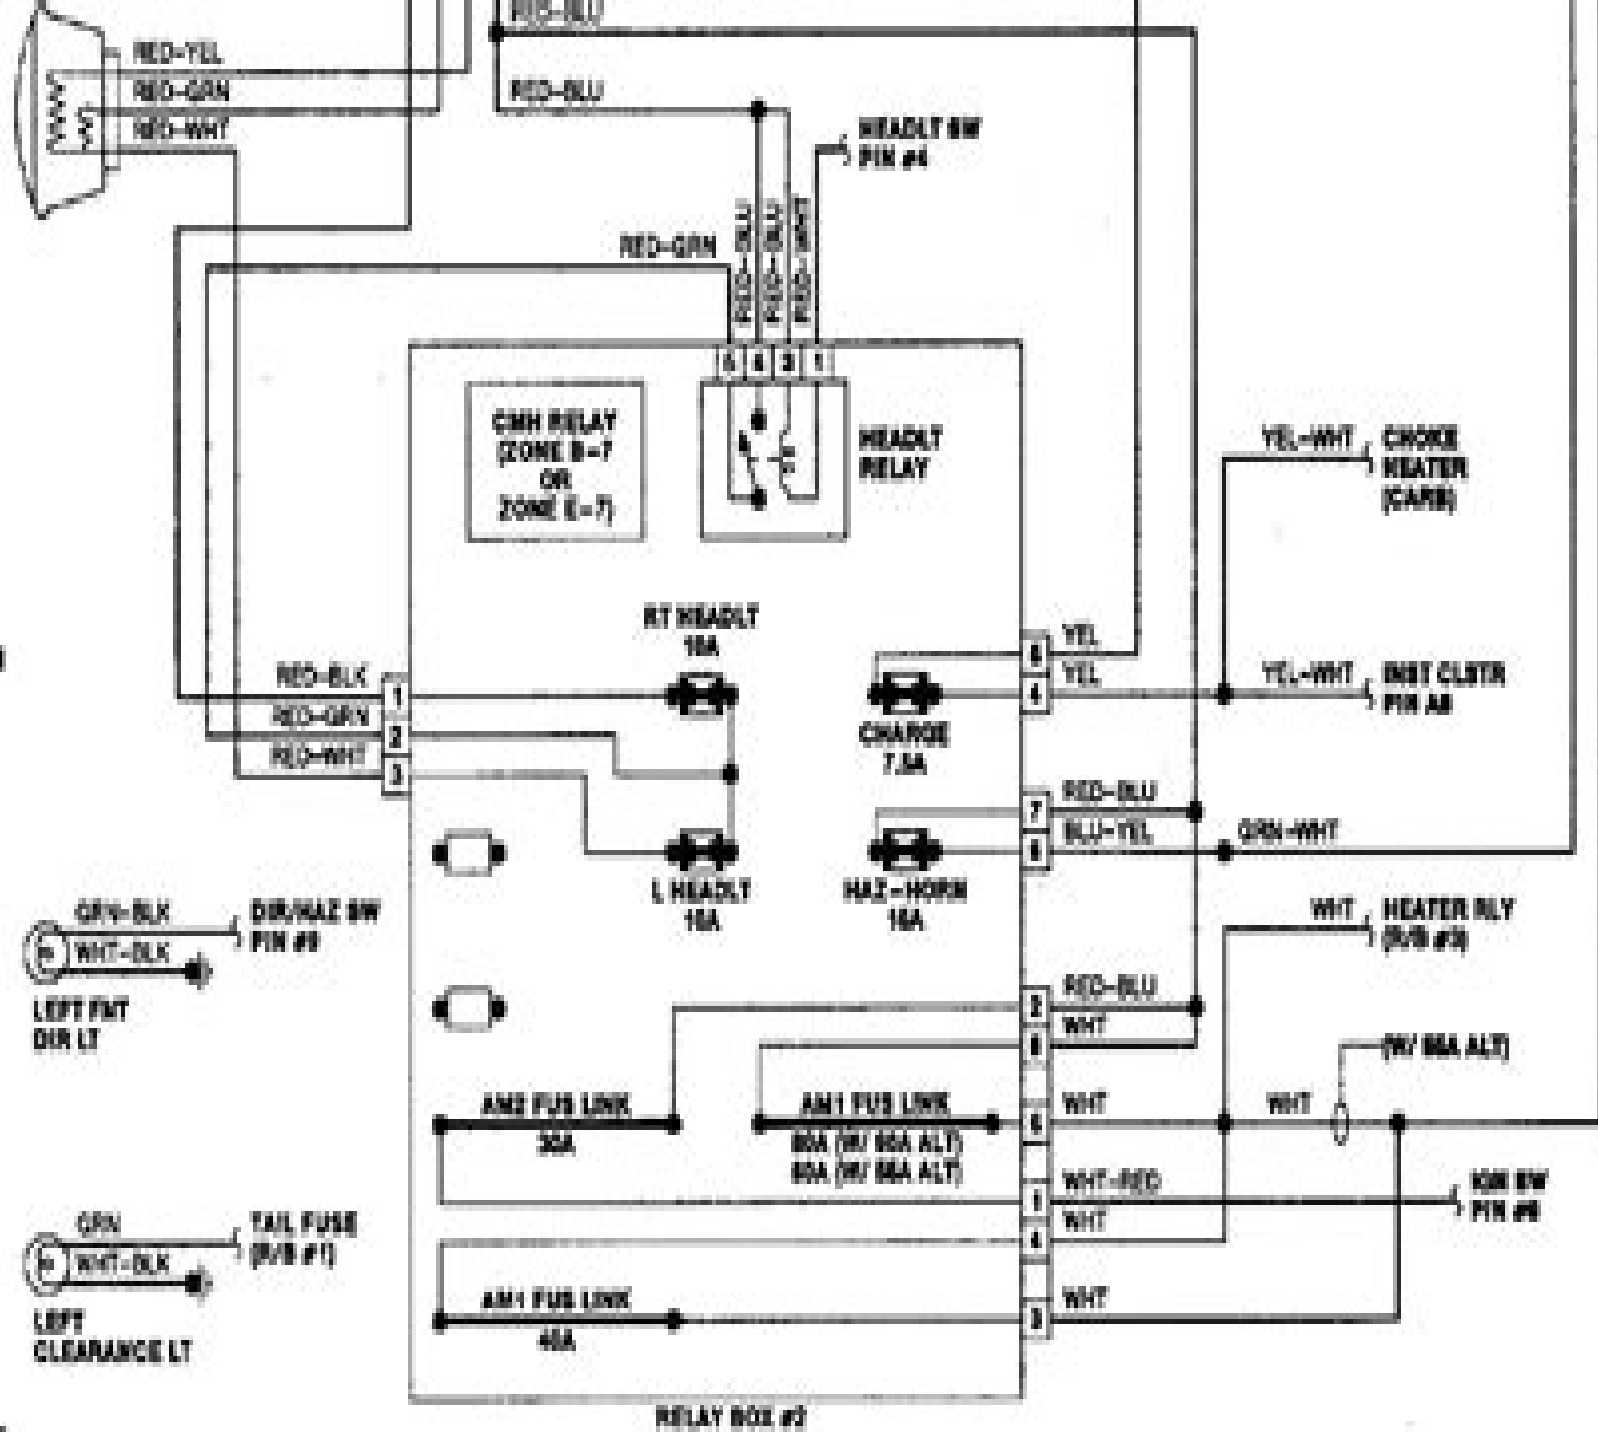 RED-BLU
RED-YEL
RED-GRN
RED-WHT
RED-BLU
HEADLT SW
PIN #4
RED-GRN
RED-BLU
RED-BLU
RED-WHT
5 4 3 1
CMH RELAY
(ZONE B-7
OR
ZONE E-7)
HEADLT
RELAY
YEL-WHT
CHOKE
HEATER
(CARB)
RT HEADLT
10A
YEL
YEL
4
YEL-WHT
INST CLSTR
CHARGE
7.5A
RED-BLK
1
RED-GRN
2
RED-WHT
3
RED-BLU
7
BLU-YEL
GRN-WHT
L HEADLT
10A
HAZ-HORN
GRN-BLK
DIR/HAZ SW
WHT-BLK
LEFT FNT
DIR LT
WHT
HEATER RLY
RED-BLU
2
WHT
(W/ 55A ALT)
AM2 FUS LINK
30A
AM1 FUS LINK
WHT
WHT
WHT-RED
1
IGN SW
WHT
4
GRN
TAIL FUSE
(R/B #1)
WHT-BLK
LEFT
CLEARANCE LT
AM1 FUS LINK
40A
WHT
RELAY BOX #2